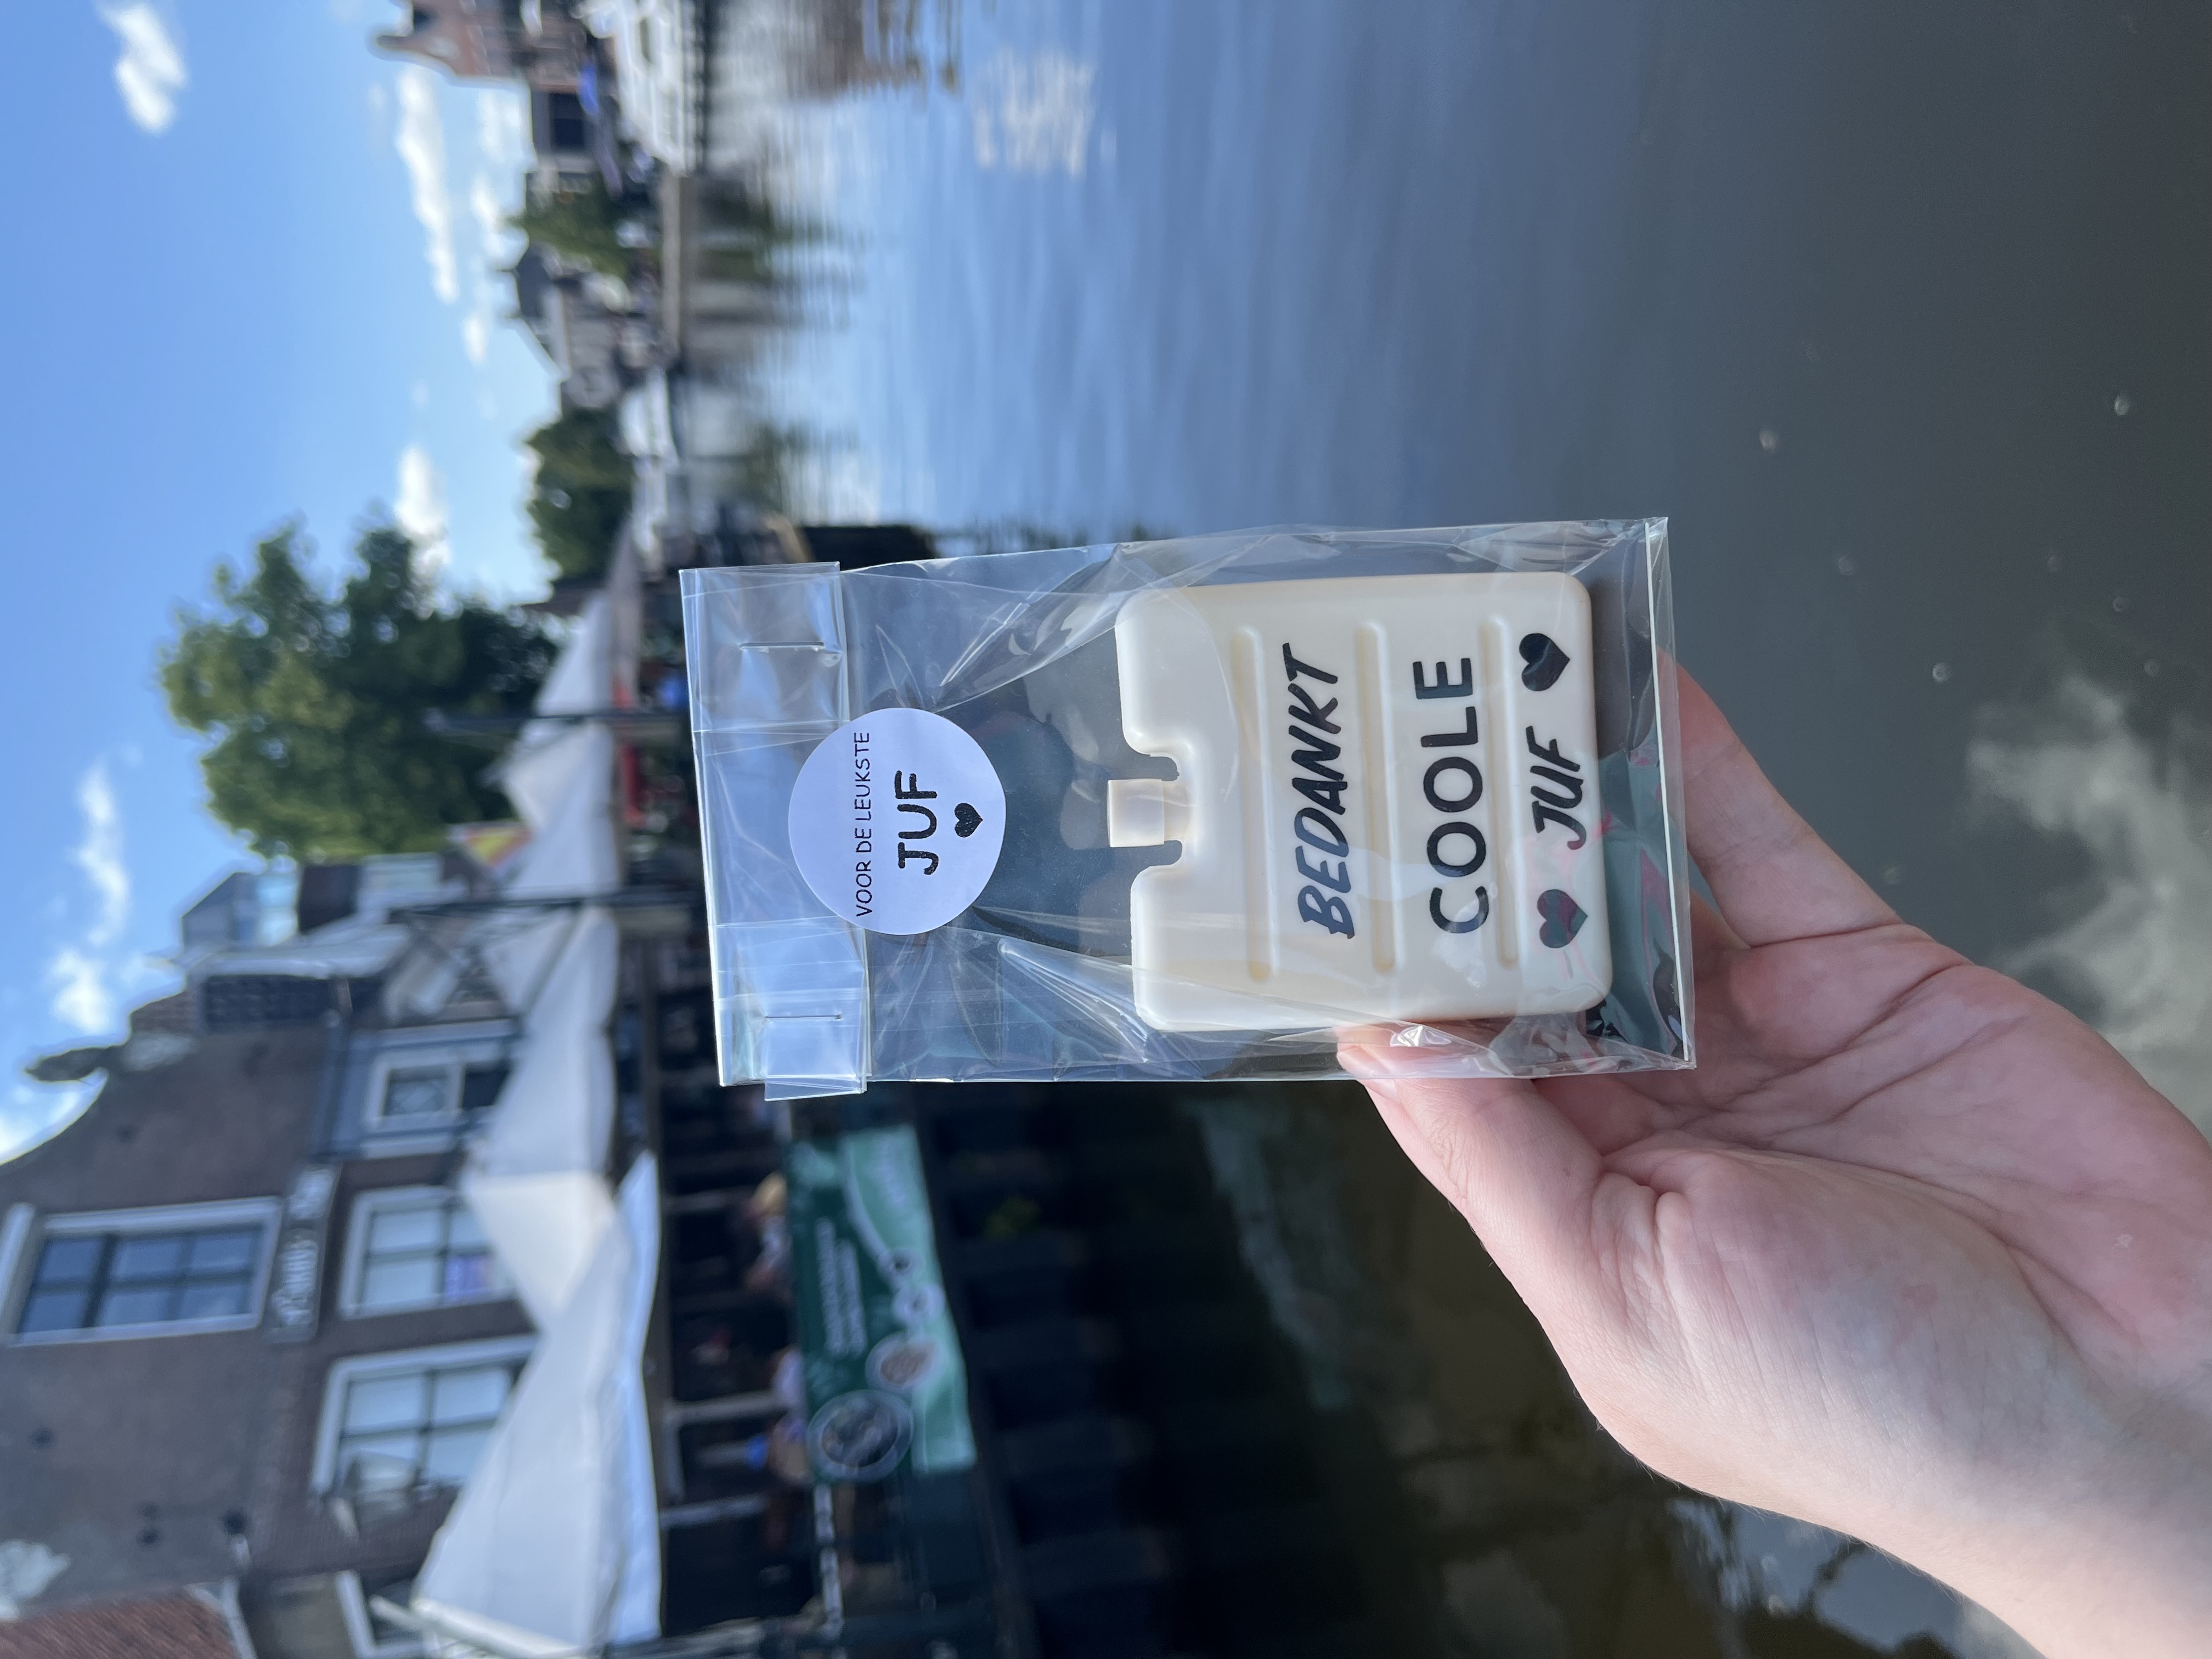 VOOR DE LEUKSTE
JUF
BEDANKT
COOLE
JUF